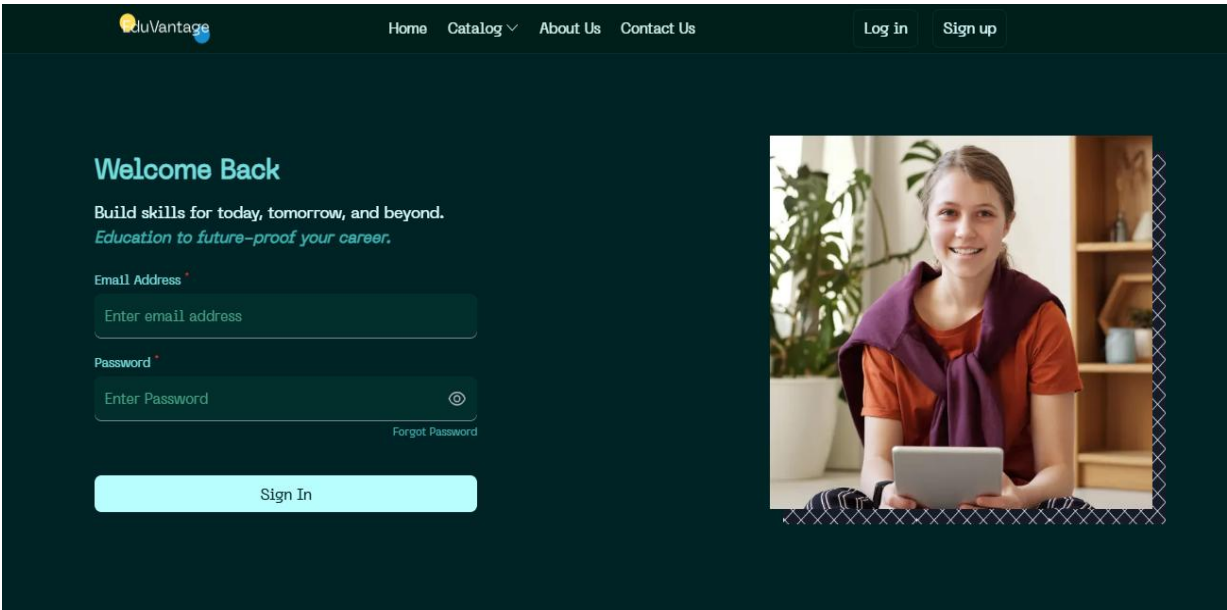 EduVantage
Home Catalog About Us Contact Us
Log in Sign up
Welcome Back
Build skills for today, tomorrow, and beyond.
Education to future-proof your career.
Email Address *
Enter email address
Password *
Enter Password
Forgot Password
Sign In